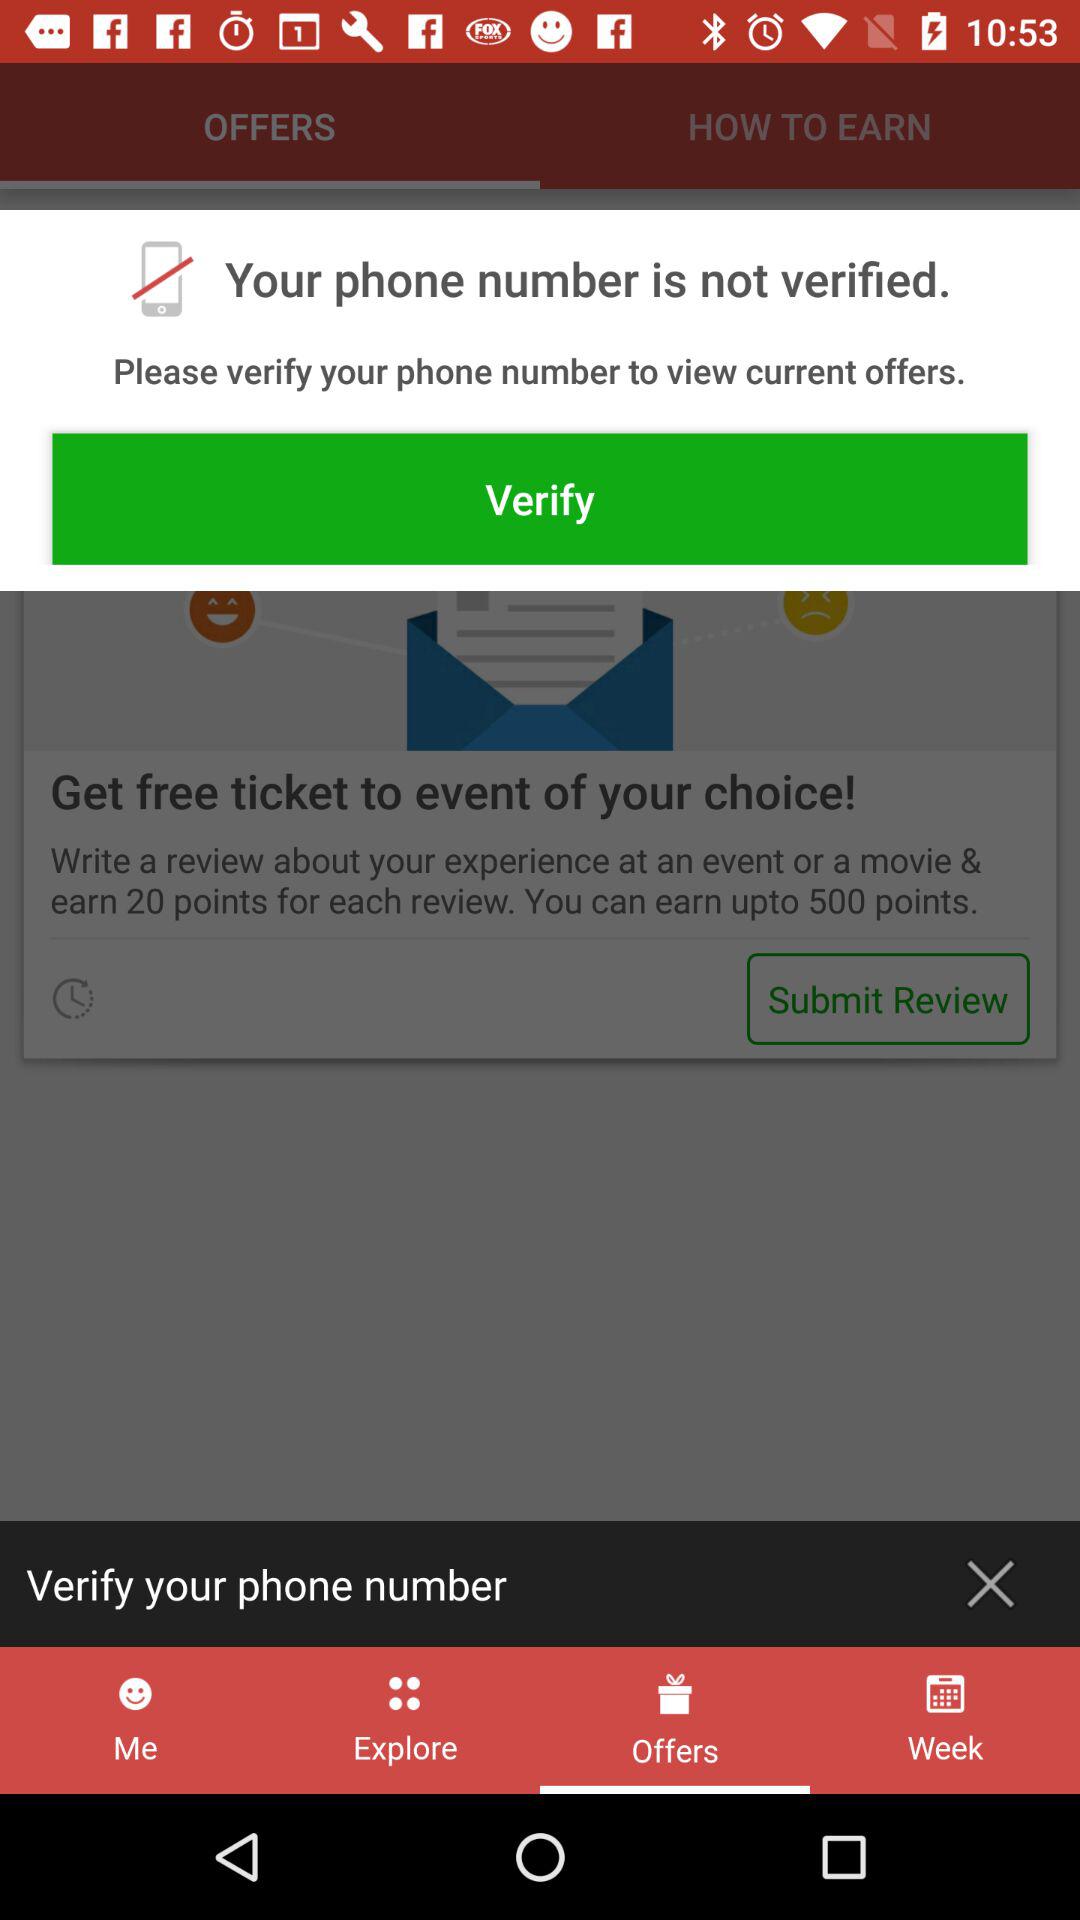 10:53
1
FOX
SPORTS
OFFERS
HOW TO EARN
Your phone number is not verified.
Please verify your phone number to view current offers.
Verify
Get free ticket to event of your choice!
Write a review about your experience at an event or a movie &
earn 20 points for each review. You can earn upto 500 points.
Submit Review
Verify your phone number
Me
Explore
Offers
Week